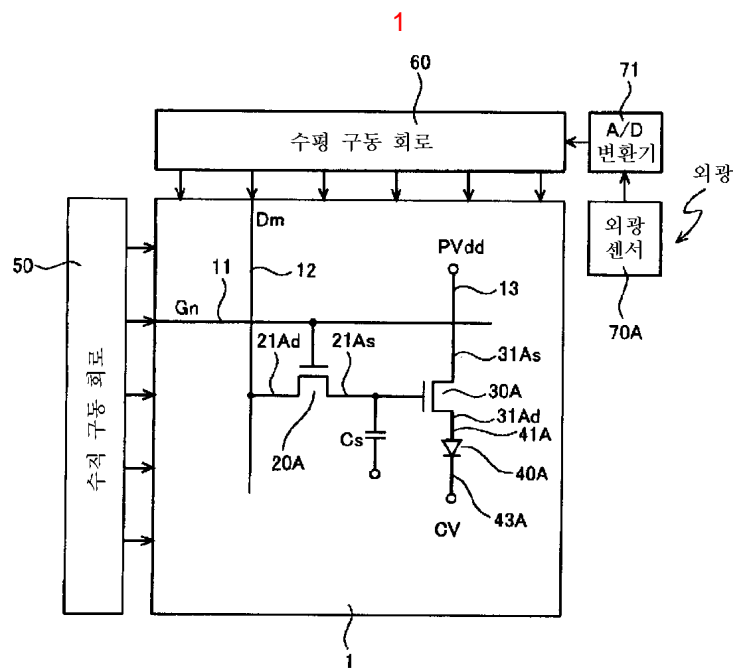 1
60
수평 구동 회로
71
A/D
변환기
외광
외광
센서
70A
50
수직 구동 회로
Dm
12
PVdd
13
11
Gn
21Ad
21As
31As
30A
31Ad
41A
Cs
20A
40A
43A
CV
1